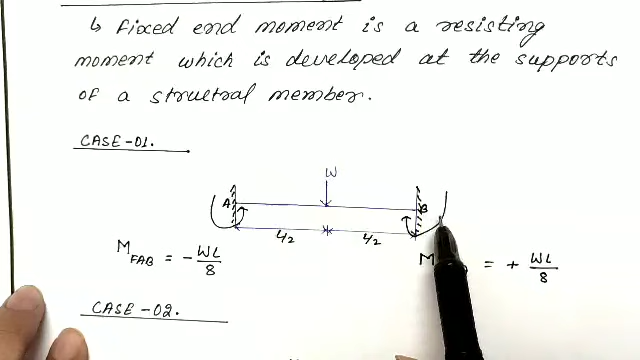 ↳ fixed end moment is a resisting
moment which is developed at the supports
of a structral member.
CASE-01.
W
A B
L/2 L/2
M_FAB = - WL/8
M = + WL/8
CASE-02.